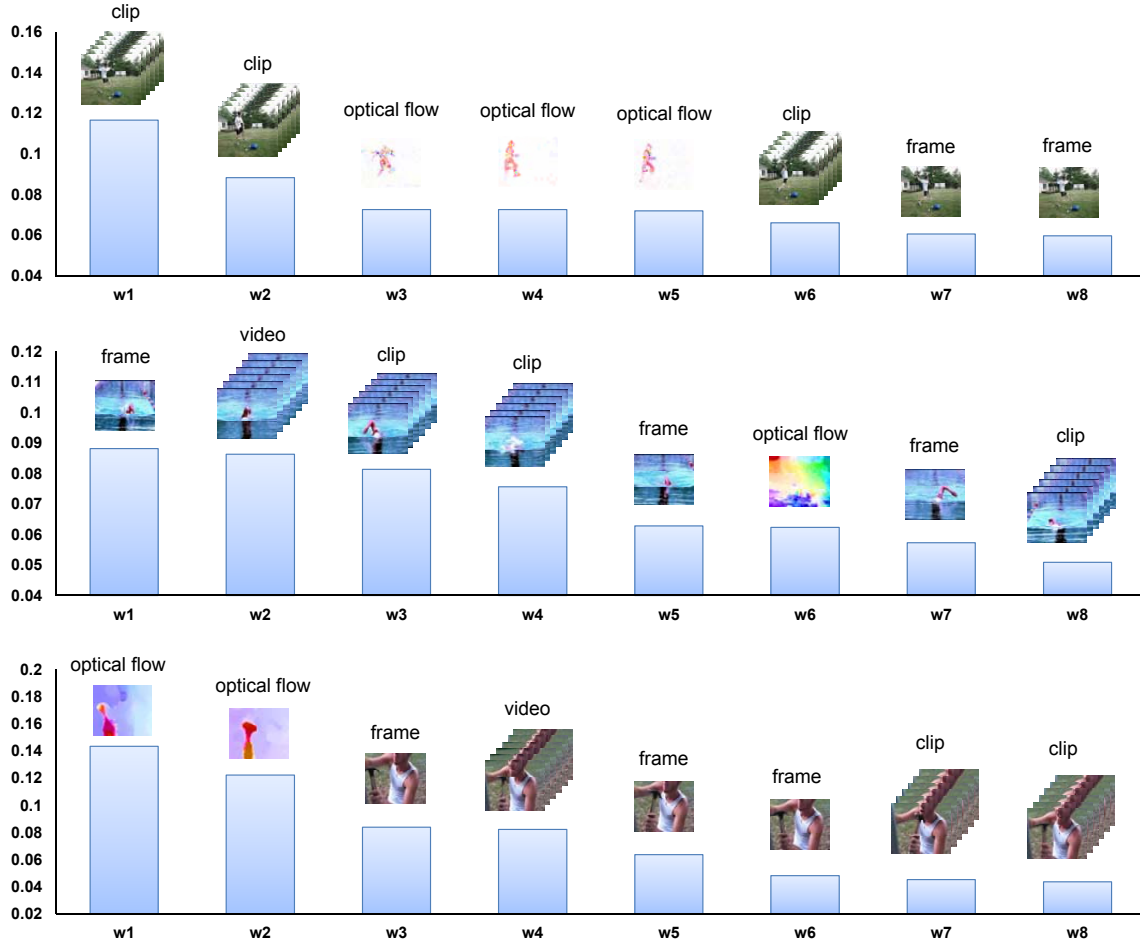 clip
0.16
clip
0.14
optical flow optical flow optical flow clip
0.12
frame frame
0.1
0.08
0.06
0.04
w1 w2 w3 w4 w5 w6 w7 w8
video
0.12 frame clip clip
0.11
0.1
frame optical flow frame clip
0.09
0.08
0.07
0.06
0.05
0.04
w1 w2 w3 w4 w5 w6 w7 w8
optical flow
0.2
optical flow
0.18
video
0.16 frame clip clip
frame
0.14
frame
0.12
0.1
0.08
0.06
0.04
0.02
w1 w2 w3 w4 w5 w6 w7 w8